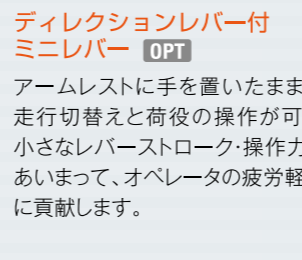 ディレクションレバー付
ミニレバー OPT
アームレストに手を置いたまま
走行切替えと荷役の操作が可
小さなレバーストローク・操作力
あいまって、オペレータの疲労軽
に貢献します。